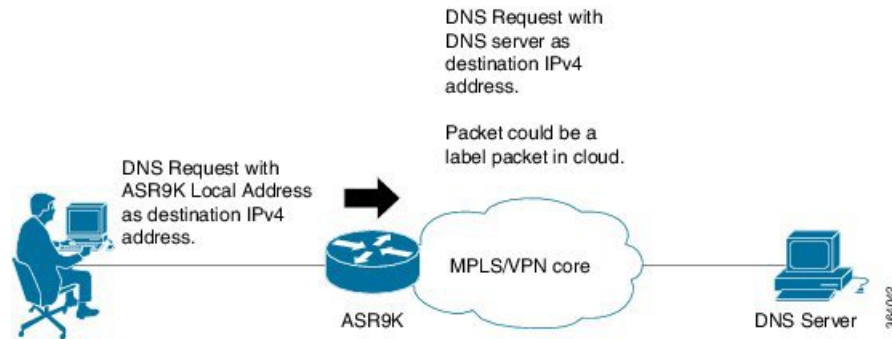 DNS Request with
DNS server as
destination IPv4
address.
Packet could be a
label packet in cloud.
DNS Request with
ASR9K Local Address
as destination IPv4
address.
MPLS/VPN core
ASR9K
DNS Server